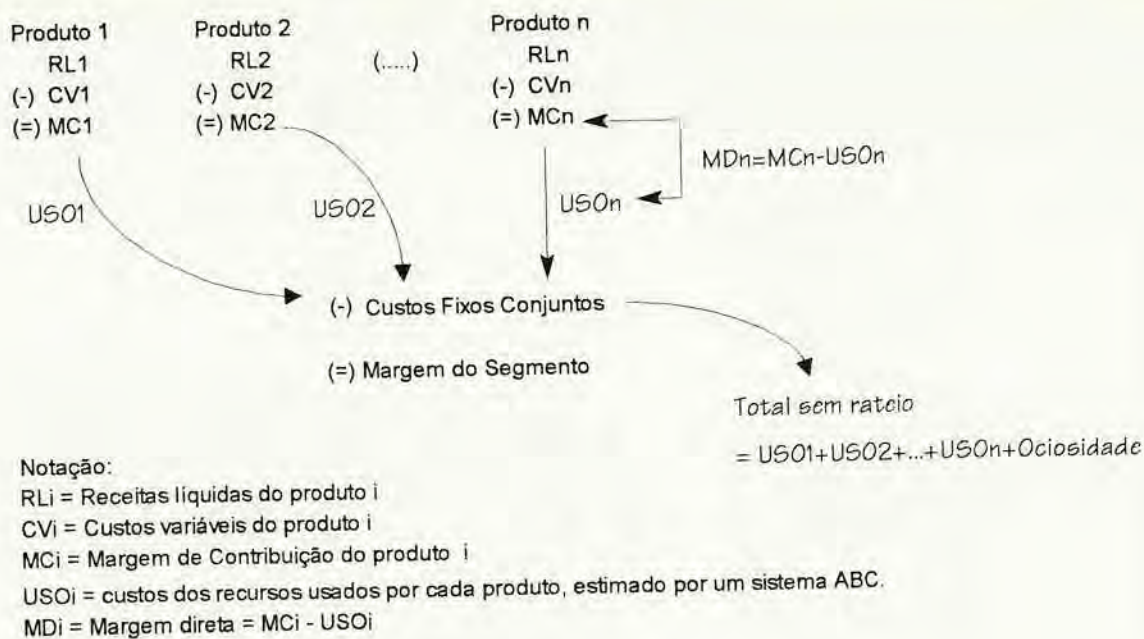 Produto 1
RL1
(-) CV1
(=) MC1
Produto 2
RL2
(-) CV2
(=) MC2
(.....)
Produto n
RLn
(-) CVn
(=) MCn
MDn=MCn-USOn
USO1
USO2
USOn
(-) Custos Fixos Conjuntos
(=) Margem do Segmento
Total sem rateio
= USO1+USO2+...+USOn+Ociosidade
Notação:
RLi = Receitas líquidas do produto i
CVi = Custos variáveis do produto i
MCi = Margem de Contribuição do produto i
USOi = custos dos recursos usados por cada produto, estimado por um sistema ABC.
MDi = Margem direta = MCi - USOi